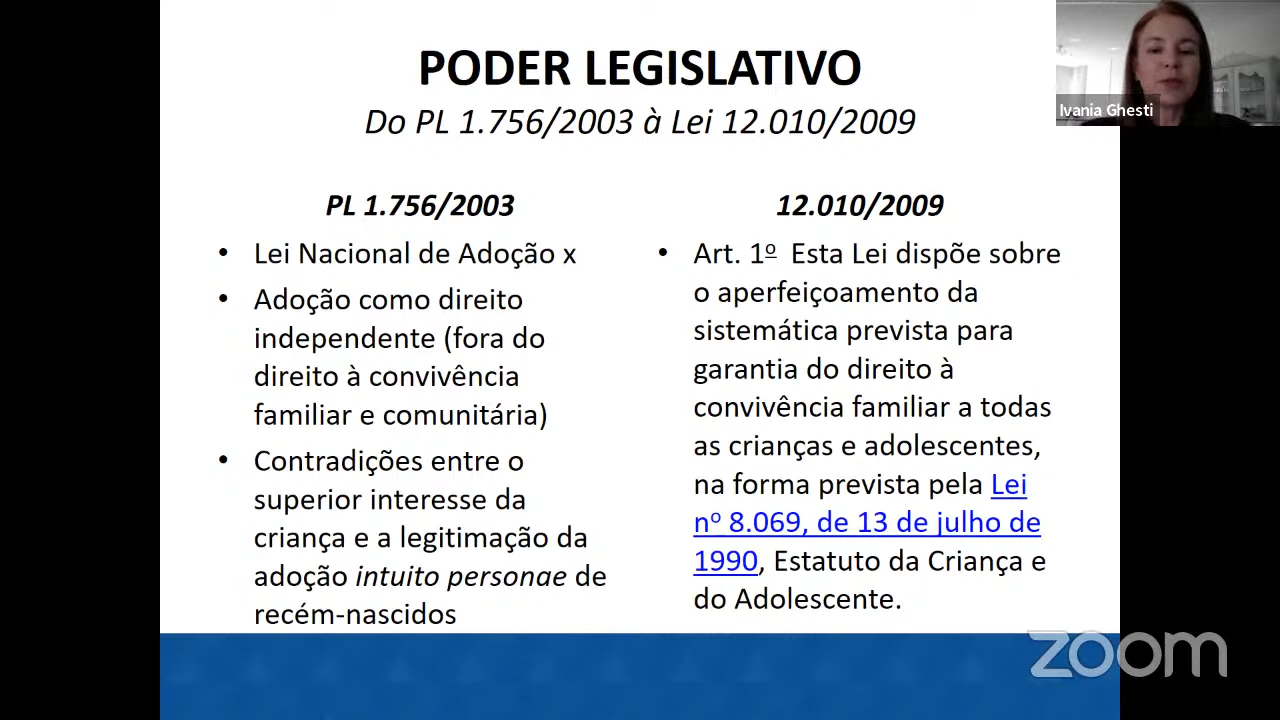 PODER LEGISLATIVO
Do PL 1.756/2003 à Lei 12.010/2009
Ivania Ghesti
PL 1.756/2003
• Lei Nacional de Adoção x
• Adoção como direito
independente (fora do
direito à convivência
familiar e comunitária)
• Contradições entre o
superior interesse da
criança e a legitimação da
adoção intuito personae de
recém-nascidos
12.010/2009
• Art. 1º Esta Lei dispõe sobre
o aperfeiçoamento da
sistemática prevista para
garantia do direito à
convivência familiar a todas
as crianças e adolescentes,
na forma prevista pela Lei
nº 8.069, de 13 de julho de
1990, Estatuto da Criança e
do Adolescente.
zoom